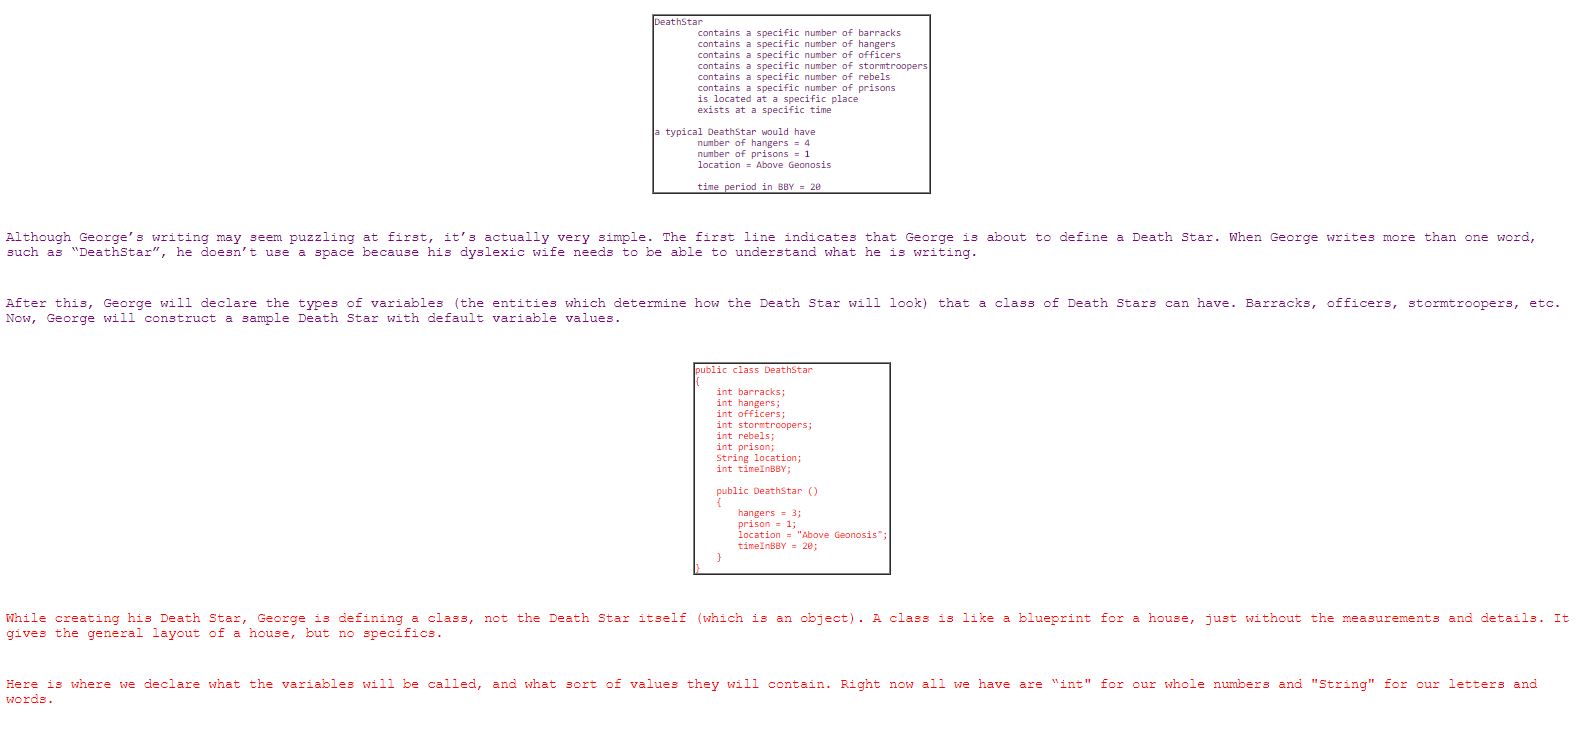 DeathStar
contains a specific number of barracks
contains a specific number of hangers
contains a specific number of officers
contains a specific number of stormtroopers
contains a specific number of rebels
contains a specific number of prisons
is located at a specific place
exists at a specific time
a typical DeathStar would have
number of hangers = 4
number of prisons = 1
location = Above Geonosis
time period in BBY = 20
Although George’s writing may seem puzzling at first, it’s actually very simple. The first line indicates that George is about to define a Death Star. When George writes more than one word,
such as “DeathStar”, he doesn’t use a space because his dyslexic wife needs to be able to understand what he is writing.
After this, George will declare the types of variables (the entities which determine how the Death Star will look) that a class of Death Stars can have. Barracks, officers, stormtroopers, etc.
Now, George will construct a sample Death Star with default variable values.
public class DeathStar
{
int barracks;
int hangers;
int officers;
int stormtroopers;
int rebels;
int prison;
String location;
int timeInBBY;
public DeathStar ()
{
hangers = 3;
prison = 1;
location = "Above Geonosis";
timeInBBY = 20;
}
}
While creating his Death Star, George is defining a class, not the Death Star itself (which is an object). A class is like a blueprint for a house, just without the measurements and details. It
gives the general layout of a house, but no specifics.
Here is where we declare what the variables will be called, and what sort of values they will contain. Right now all we have are “int" for our whole numbers and "String" for our letters and
words.